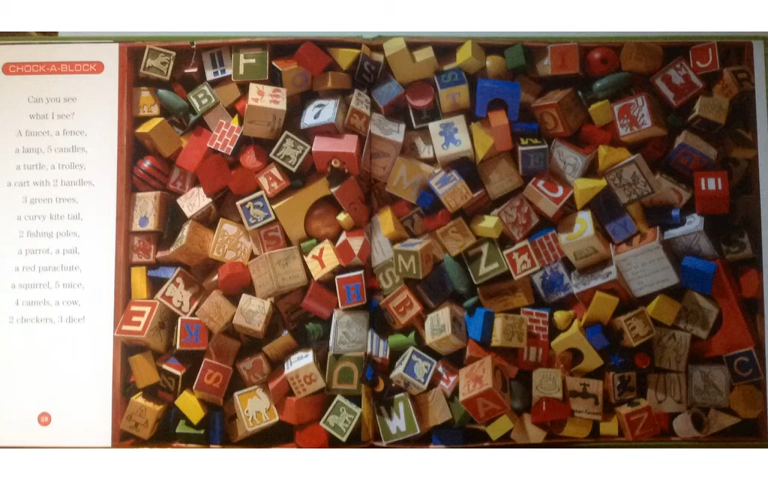 CHOCK-A-BLOCK
Can you see
what I see?
A faucet, a fence,
a lamp, 5 candles,
a turtle, a trolley,
a cart with 2 handles,
3 green trees,
a curvy kite tail,
2 fishing poles,
a parrot, a pail,
a red parachute,
a squirrel, 5 mice,
4 camels, a cow,
2 checkers, 3 dice!
T
J
B
7
A
M
S
Y
S
M
Z
H
B
E
S
D
8
W
A
C
Z